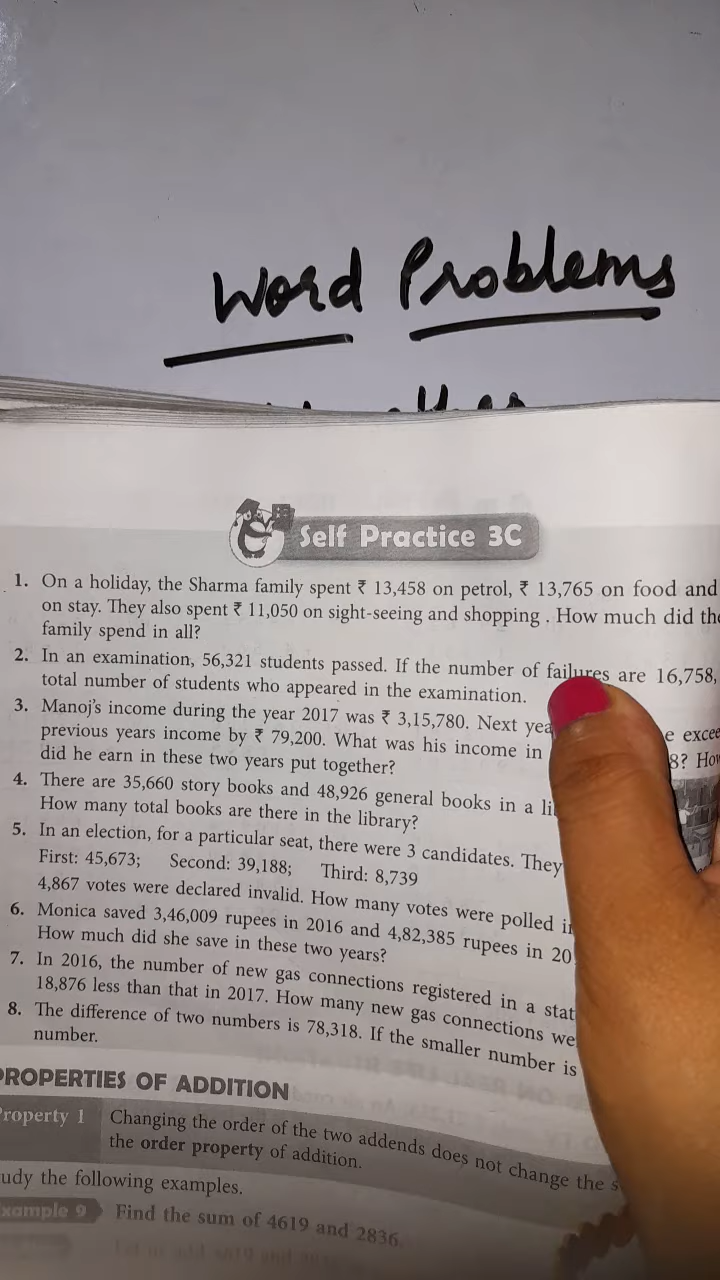 Word Problems
Self Practice 3C
1. On a holiday, the Sharma family spent ₹ 13,458 on petrol, ₹ 13,765 on food and
on stay. They also spent ₹ 11,050 on sight-seeing and shopping . How much did the
family spend in all?
2. In an examination, 56,321 students passed. If the number of failures are 16,758,
total number of students who appeared in the examination.
3. Manoj's income during the year 2017 was ₹ 3,15,780. Next
previous years income by ₹ 79,200. What was his income in 8?
did he earn in these two years put together?
4. There are 35,660 story books and 48,926 general books in a
How many total books are there in the library?
5. In an election, for a particular seat, there were 3 candidates. They
First: 45,673; Second: 39,188; Third: 8,739
4,867 votes were declared invalid. How many votes were polled
6. Monica saved 3,46,009 rupees in 2016 and 4,82,385 rupees in
How much did she save in these two years?
7. In 2016, the number of new gas connections registered in a
18,876 less than that in 2017. How many new gas connections
8. The difference of two numbers is 78,318. If the smaller number is
number.
PROPERTIES OF ADDITION
Property 1 Changing the order of the two addends does not change the
the order property of addition.
udy the following examples.
xample 9 Find the sum of 4619 and 2836.